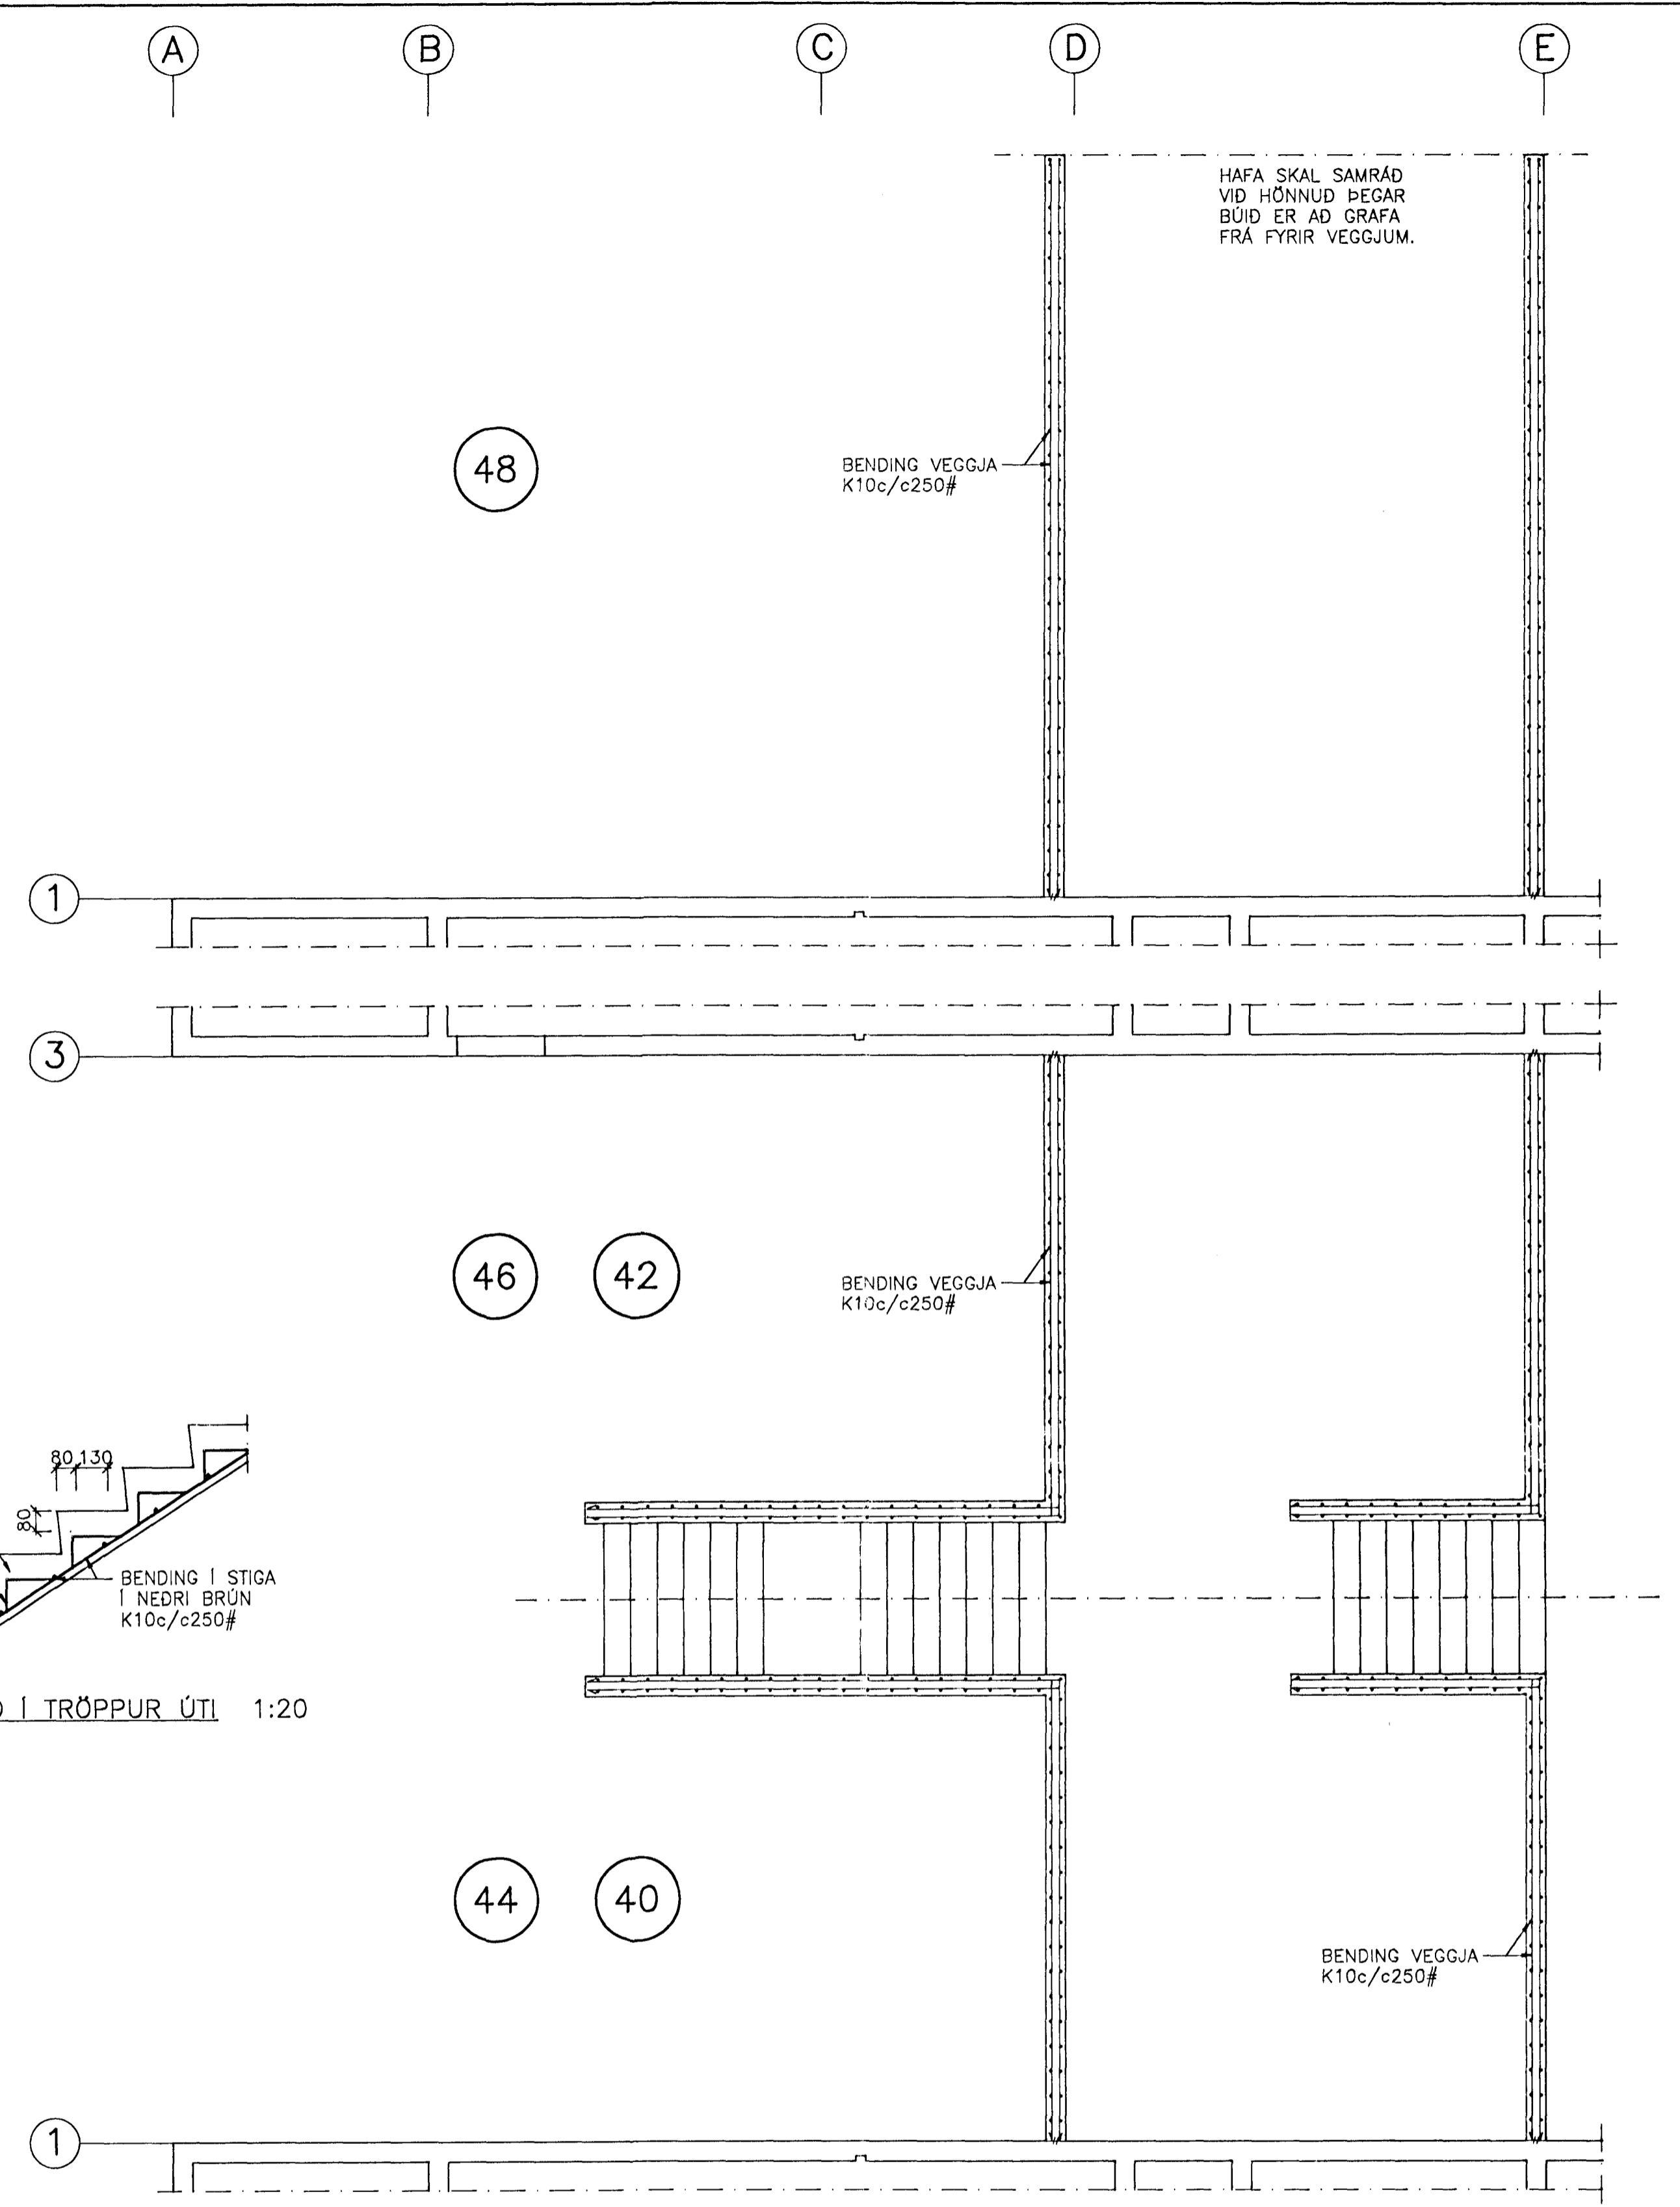 A
B
C
D
E
HAFA SKAL SAMRÁÐ
VIÐ HÖNNUÐ ÞEGAR
BÚIÐ ER AÐ GRAFA
FRÁ FYRIR VEGGJUM.
48
BENDING VEGGJA
K10c/c250#
1
3
46
42
BENDING VEGGJA
K10c/c250#
80 130
80
BENDING Í STIGA
Í NEÐRI BRÚN
K10c/c250#
Í TRÖPPUR ÚTI 1:20
44
40
BENDING VEGGJA
K10c/c250#
1